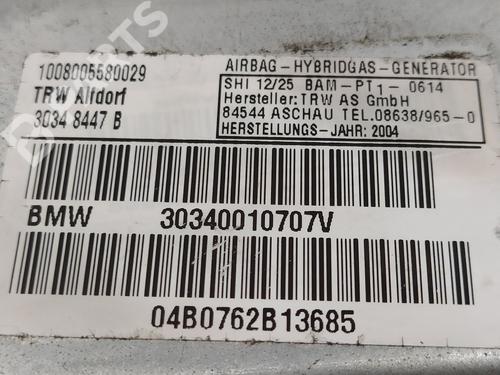 1008005580029
TRW Alfdorf
3034 8447 B
AIRBAG - HYBRIDGAS - GENERATOR
SHI 12/25 BAM - PT1 - 0614
Hersteller: TRW AS GmbH
84544 ASCHAU TEL.08638/965-0
HERSTELLUNGS - JAHR: 2004
BMW 30340010707V
04B0762B13685